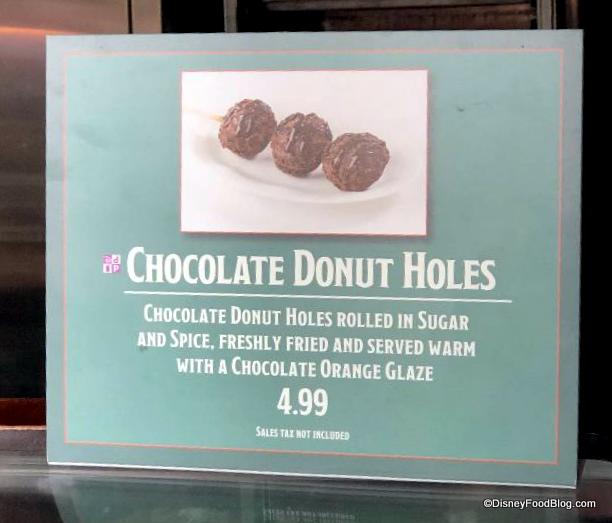 CHOCOLATE DONUT HOLES
CHOCOLATE DONUT HOLES ROLLED IN SUGAR
AND SPICE, FRESHLY FRIED AND SERVED WARM
WITH A CHOCOLATE ORANGE GLAZE
4.99
SALES TAX NOT INCLUDED
©DisneyFoodBlog.com